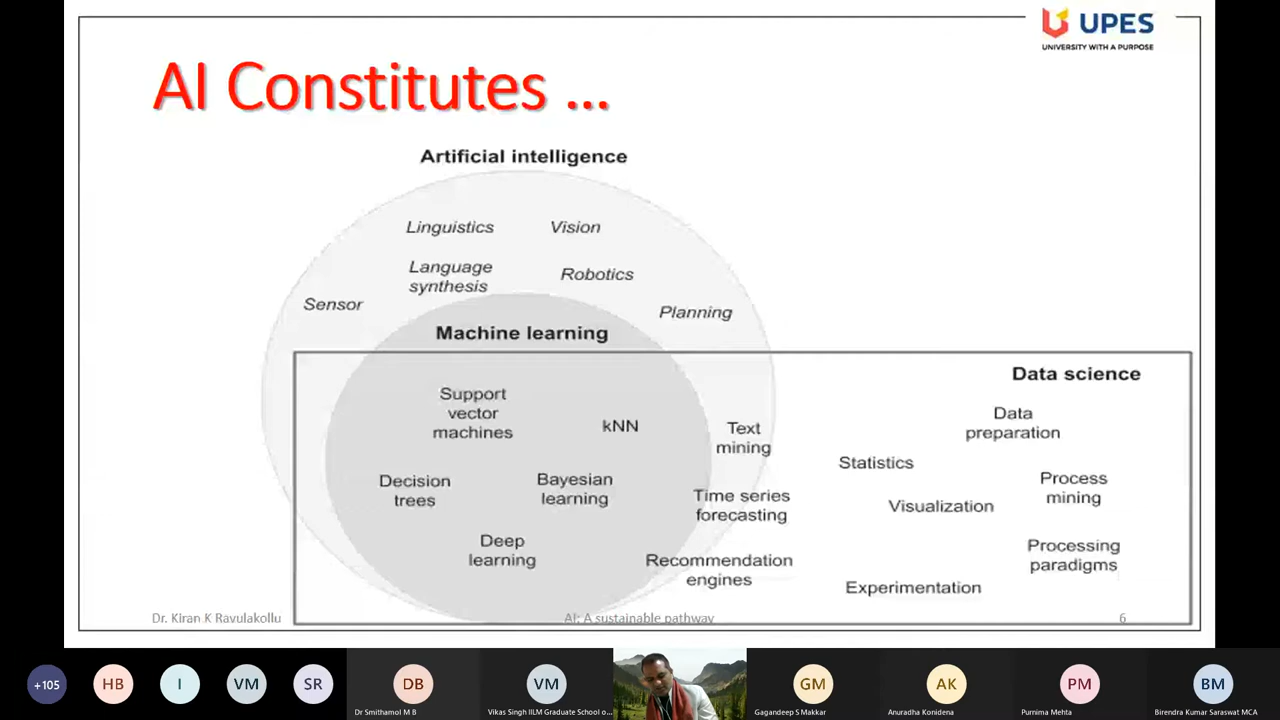 UPES
UNIVERSITY WITH A PURPOSE
AI Constitutes ...
Artificial intelligence
Linguistics
Vision
Language
synthesis
Robotics
Sensor
Planning
Machine learning
Data science
Support
vector
machines
kNN
Text
mining
Data
preparation
Statistics
Decision
trees
Bayesian
learning
Time series
forecasting
Visualization
Process
mining
Deep
learning
Recommendation
engines
Experimentation
Processing
paradigms
Dr. Kiran K Ravulakollu
AI: A sustainable pathway
6
+105
HB
I
VM
SR
DB
VM
GM
AK
PM
BM
Dr Smithamol M B
Vikas Singh IILM Graduate School o...
Gagandeep S Makkar
Anuradha Konidena
Purnima Mehta
Birendra Kumar Saraswat MCA